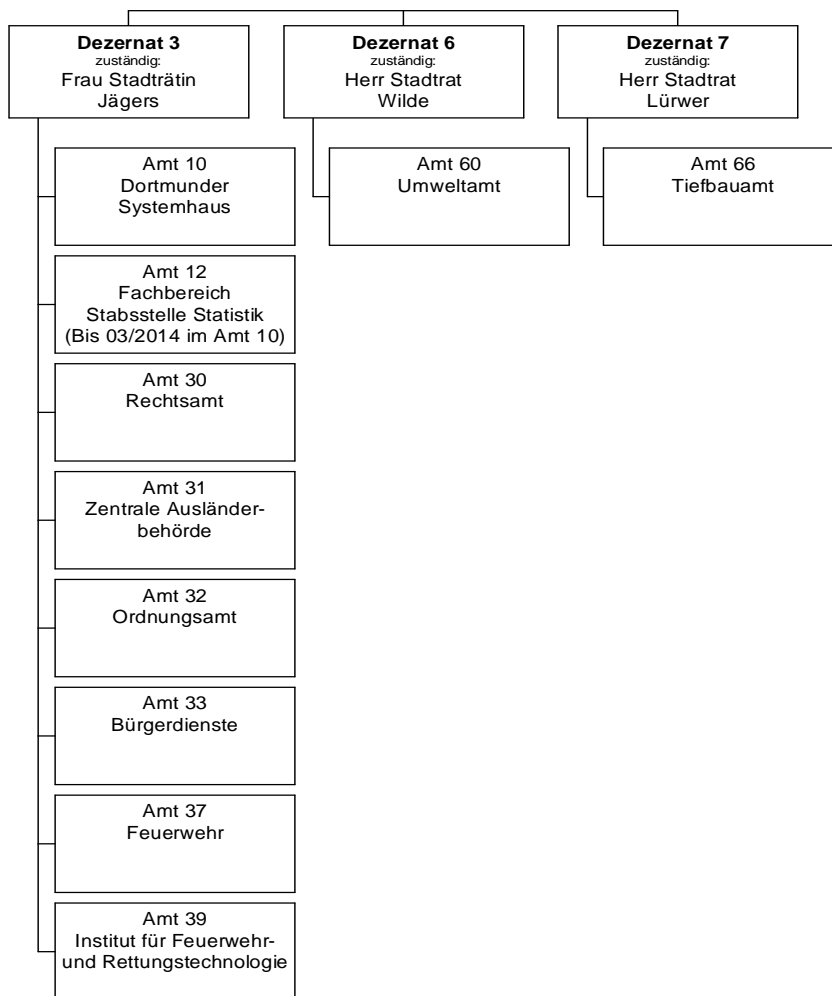 Dezernat 3
zuständig:
Frau Stadträtin
Jägers
Dezernat 6
zuständig:
Herr Stadtrat
Wilde
Dezernat 7
zuständig:
Herr Stadtrat
Lürwer
Amt 10
Dortmunder
Systemhaus
Amt 12
Fachbereich
Stabsstelle Statistik
(Bis 03/2014 im Amt 10)
Amt 30
Rechtsamt
Amt 31
Zentrale Ausländer-
behörde
Amt 32
Ordnungsamt
Amt 33
Bürgerdienste
Amt 37
Feuerwehr
Amt 39
Institut für Feuerwehr-
und Rettungstechnologie
Amt 60
Umweltamt
Amt 66
Tiefbauamt